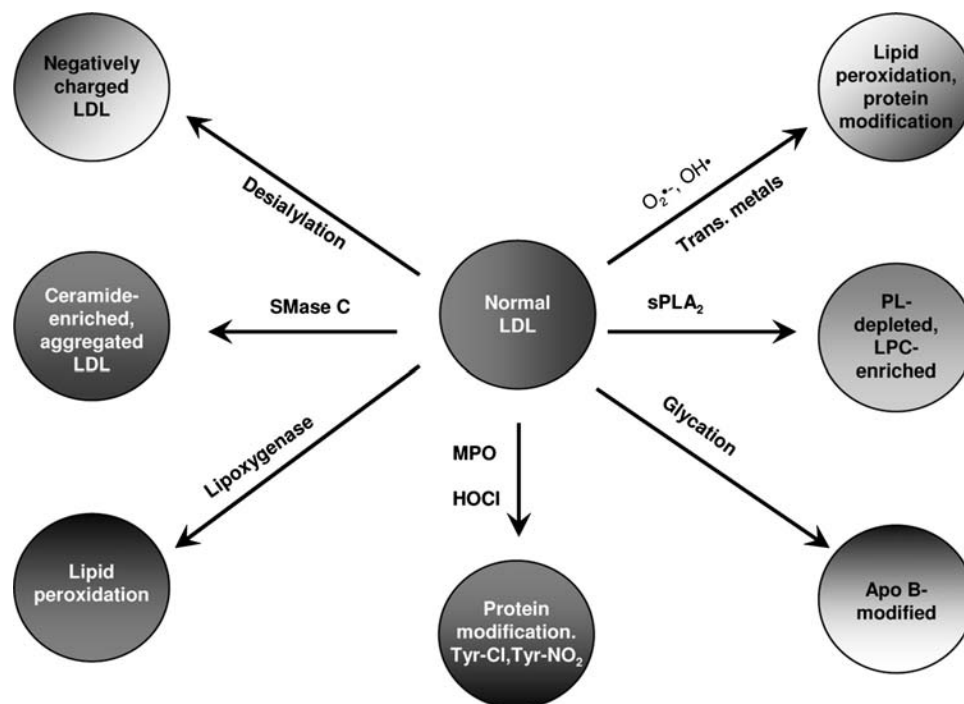 Negatively
charged
LDL
Lipid
peroxidation,
protein
modification
Desialylation
O₂•-, OH•
Trans. metals
Ceramide-
enriched,
aggregated
LDL
SMase C
Normal
LDL
sPLA₂
PL-
depleted,
LPC-
enriched
Lipoxygenase
MPO
HOCl
Glycation
Lipid
peroxidation
Protein
modification.
Tyr-Cl,Tyr-NO₂
Apo B-
modified